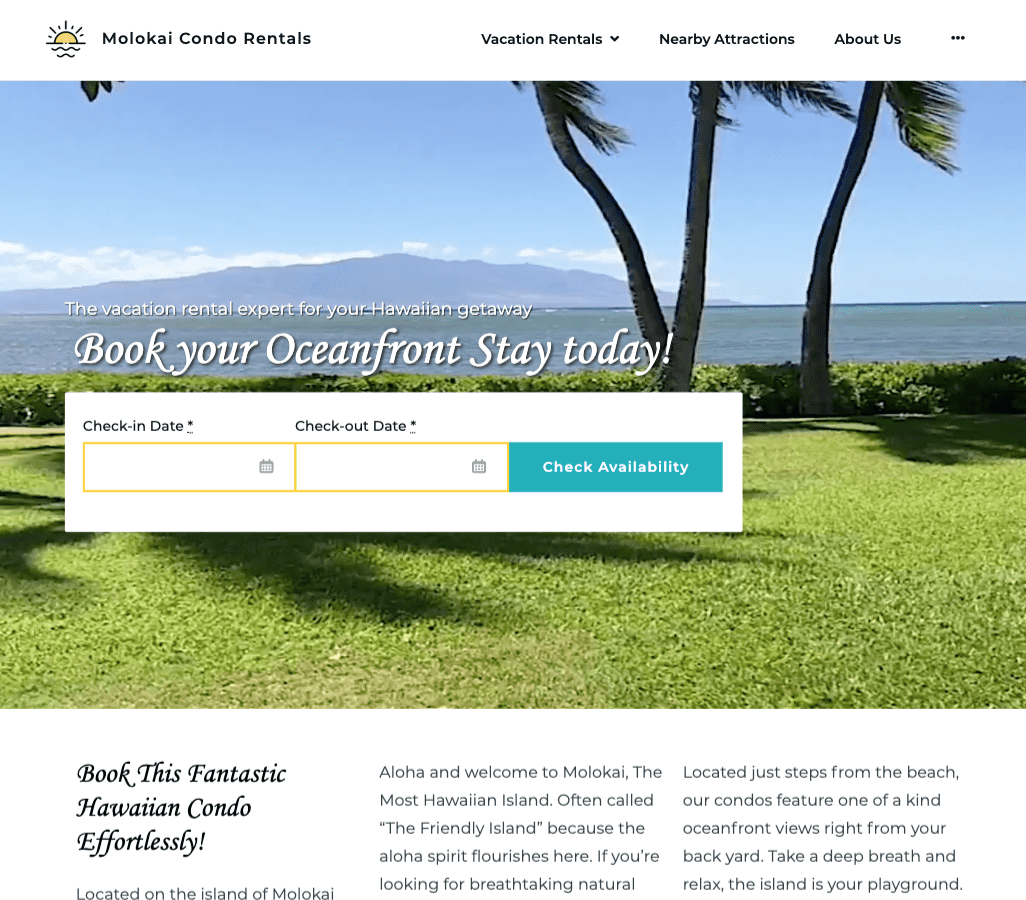 Molokai Condo Rentals
Vacation Rentals
Nearby Attractions
About Us
The vacation rental expert for your Hawaiian getaway
Book your Oceanfront Stay today!
Check-in Date *
Check-out Date *
Check Availability
Book This Fantastic
Hawaiian Condo
Effortlessly!
Located on the island of Molokai
Aloha and welcome to Molokai, The
Most Hawaiian Island. Often called
“The Friendly Island” because the
aloha spirit flourishes here. If you’re
looking for breathtaking natural
Located just steps from the beach,
our condos feature one of a kind
oceanfront views right from your
back yard. Take a deep breath and
relax, the island is your playground.